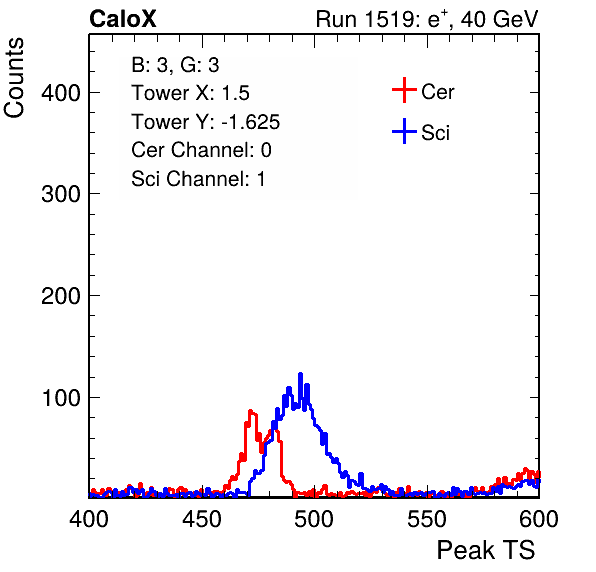 CaloX Run 1519: e+, 40 GeV
Counts
B: 3, G: 3
Tower X: 1.5
Tower Y: -1.625
Cer Channel: 0
Sci Channel: 1
Cer
Sci
400
300
200
100
400 450 500 550 600
Peak TS